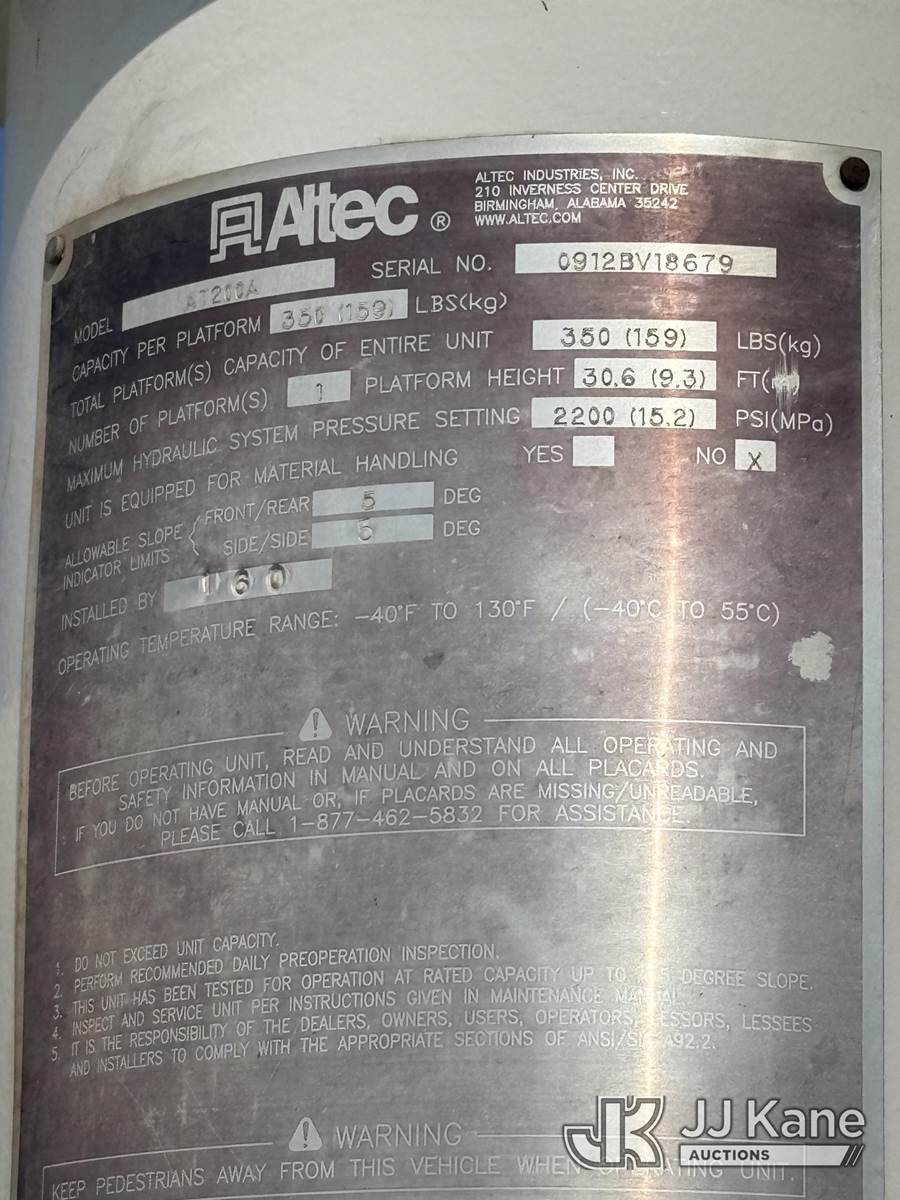 Altec ®
ALTEC INDUSTRIES, INC.
210 INVERNESS CENTER DRIVE
BIRMINGHAM, ALABAMA 35242
WWW.ALTEC.COM
MODEL AT200A SERIAL NO. 0912BV18679
CAPACITY PER PLATFORM 350 (159) LBS(kg)
TOTAL PLATFORM(S) CAPACITY OF ENTIRE UNIT 350 (159) LBS(kg)
NUMBER OF PLATFORM(S) 1 PLATFORM HEIGHT 30.6 (9.3) FT(m)
MAXIMUM HYDRAULIC SYSTEM PRESSURE SETTING 2200 (15.2) PSI(MPa)
UNIT IS EQUIPPED FOR MATERIAL HANDLING YES NO X
ALLOWABLE SLOPE INDICATOR LIMITS FRONT/REAR 5 DEG
SIDE/SIDE 5 DEG
INSTALLED BY 160
OPERATING TEMPERATURE RANGE: -40°F TO 130°F / (-40°C TO 55°C)
WARNING
BEFORE OPERATING UNIT, READ AND UNDERSTAND ALL OPERATING AND
SAFETY INFORMATION IN MANUAL AND ON ALL PLACARDS.
IF YOU DO NOT HAVE MANUAL OR, IF PLACARDS ARE MISSING/UNREADABLE,
PLEASE CALL 1-877-462-5832 FOR ASSISTANCE.
1. DO NOT EXCEED UNIT CAPACITY.
2. PERFORM RECOMMENDED DAILY PREOPERATION INSPECTION.
3. THIS UNIT HAS BEEN TESTED FOR OPERATION AT RATED CAPACITY UP TO DEGREE SLOPE.
4. INSPECT AND SERVICE UNIT PER INSTRUCTIONS GIVEN IN MAINTENANCE MANUAL.
5. IT IS THE RESPONSIBILITY OF THE DEALERS, OWNERS, USERS, OPERATORS, LESSORS, LESSEES
AND INSTALLERS TO COMPLY WITH THE APPROPRIATE SECTIONS OF ANSI/SIA A92.2.
WARNING
KEEP PEDESTRIANS AWAY FROM THIS VEHICLE WHEN OPERATING UNIT.
JK JJ Kane
AUCTIONS